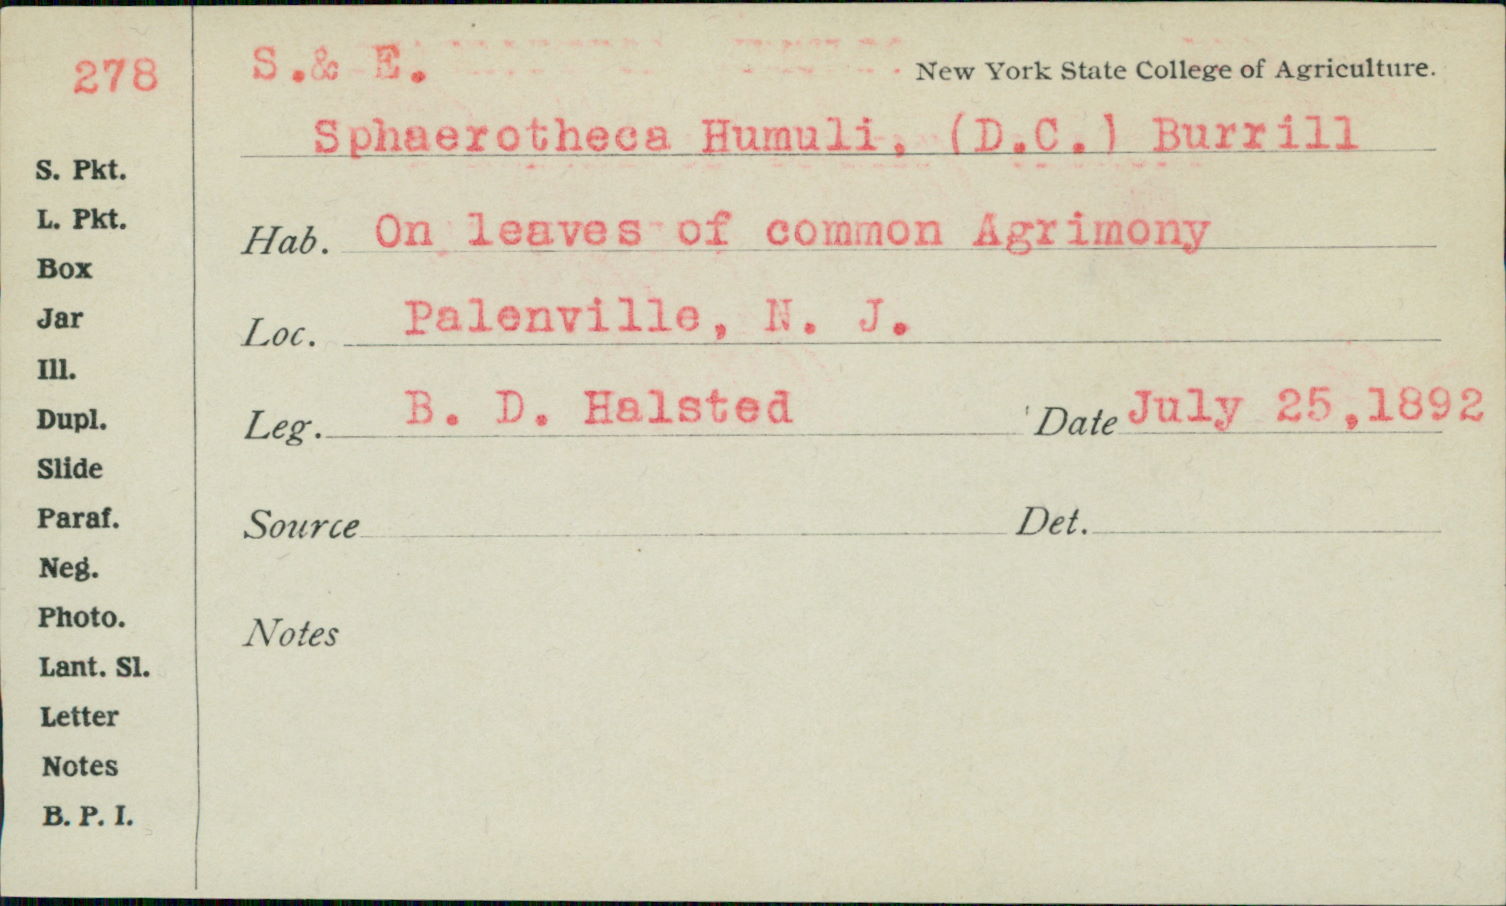 278
S.& E.
New York State College of Agriculture.
Sphaerotheca Humuli, (D.C.) Burrill
S. Pkt.
L. Pkt.
Box
Jar
Ill.
Dupl.
Slide
Paraf.
Neg.
Photo.
Lant. Sl.
Letter
Notes
B. P. I.
Hab. On leaves of common Agrimony
Loc. Palenville, N. J.
Leg. B. D. Halsted Date July 25,1892
Source Det.
Notes